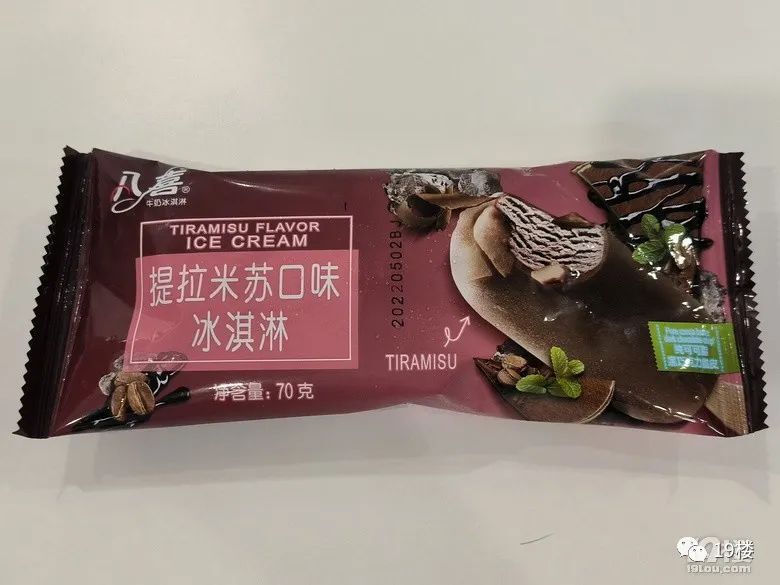 八喜®
牛奶冰淇淋
TIRAMISU FLAVOR
ICE CREAM
提拉米苏口味
冰淇淋
净含量：70克
20220502BJ
TIRAMISU
19楼
19lou.com